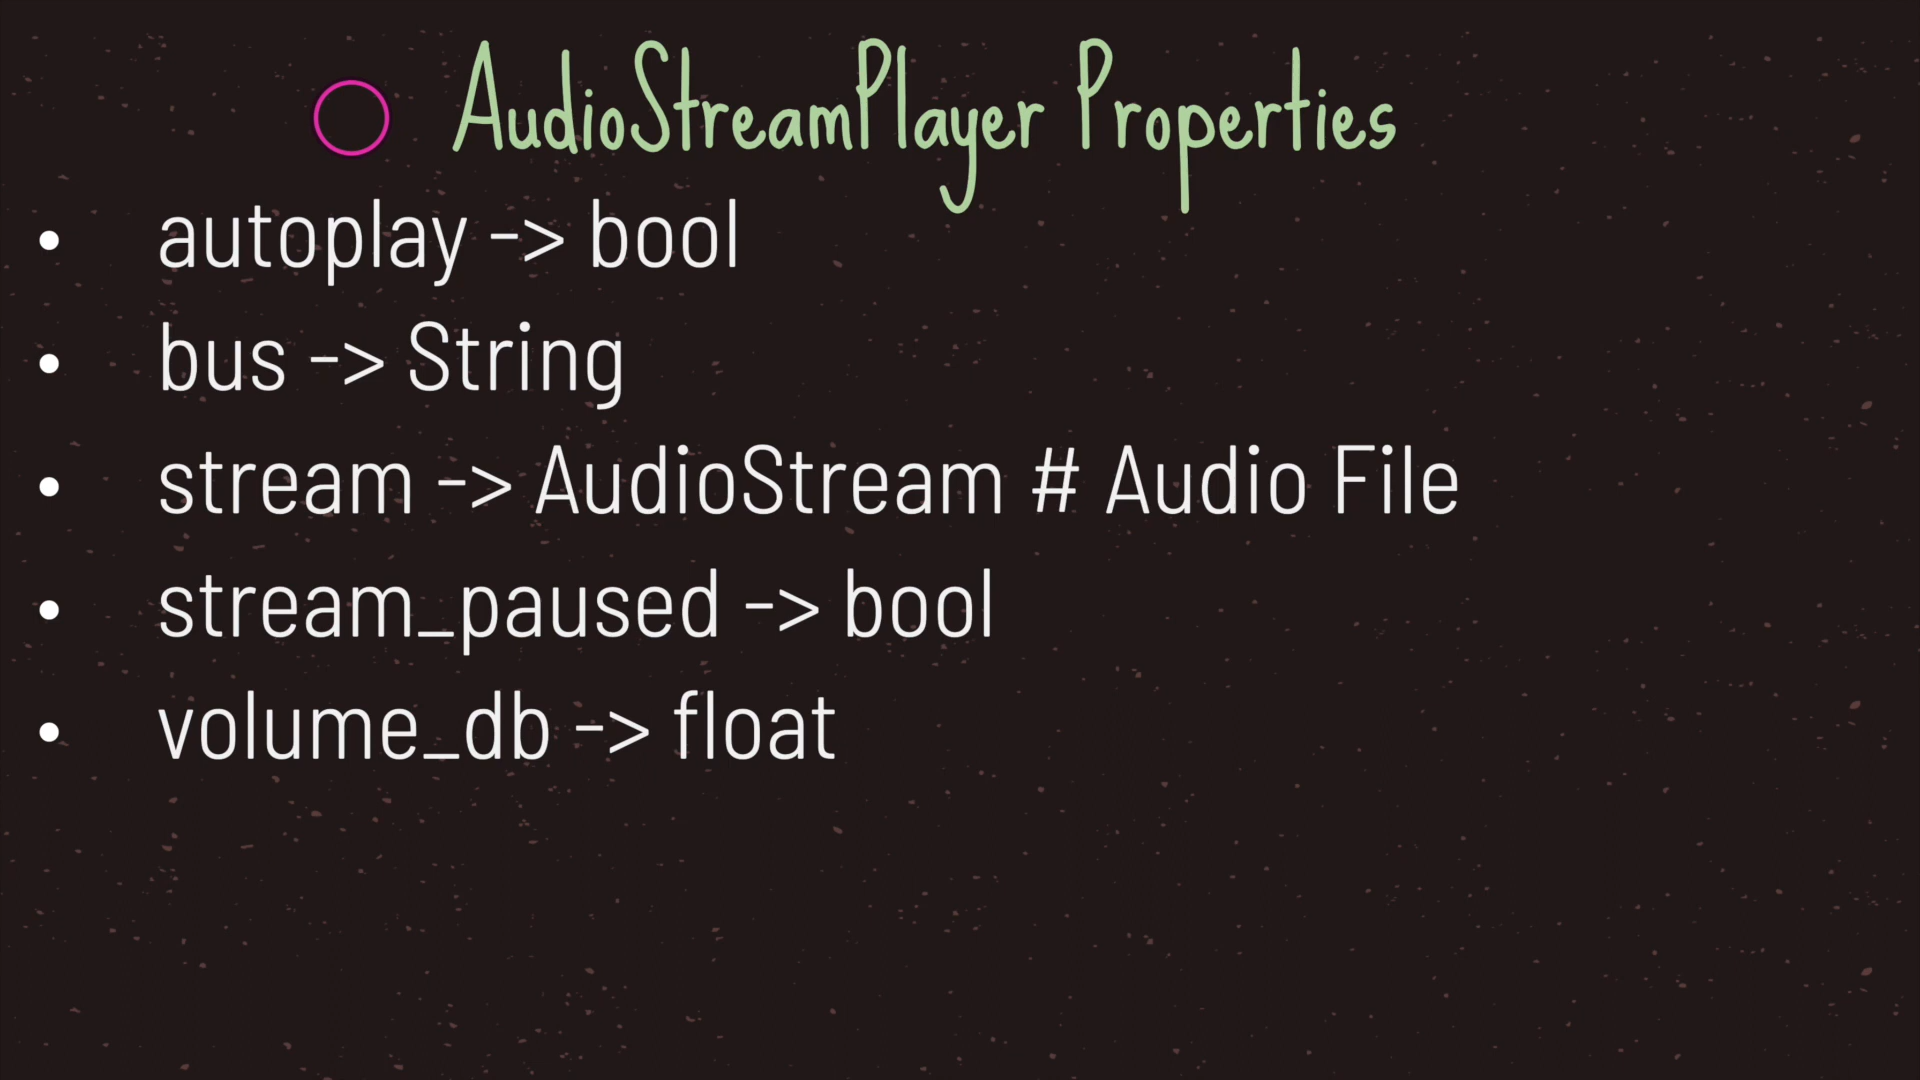 AudioStreamPlayer Properties
• autoplay -> bool
• bus -> String
• stream -> AudioStream # Audio File
• stream_paused -> bool
• volume_db -> float